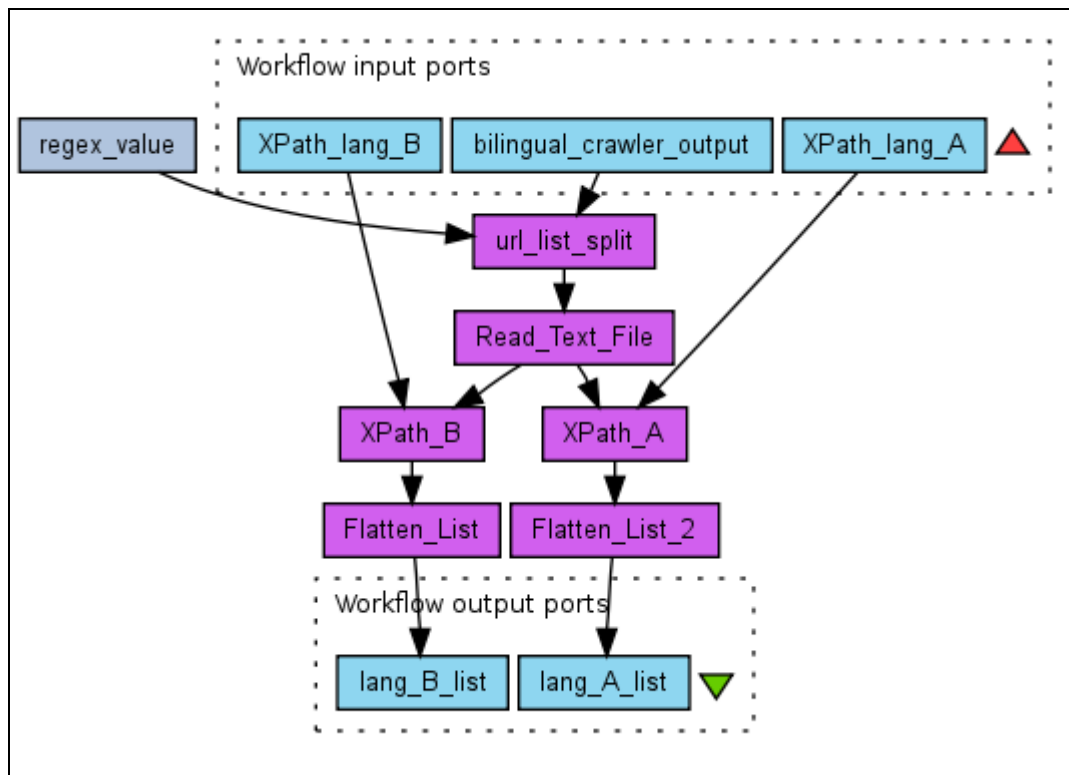 Workflow input ports
regex_value
XPath_lang_B
bilingual_crawler_output
XPath_lang_A
url_list_split
Read_Text_File
XPath_B
XPath_A
Flatten_List
Flatten_List_2
Workflow output ports
lang_B_list
lang_A_list